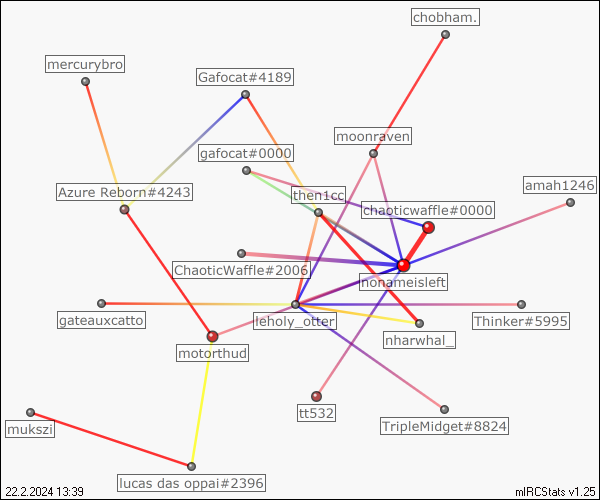 chobham.
mercurybro
Gafocat#4189
moonraven
gafocat#0000
amah1246
Azure Reborn#4243
then1cc
chaoticwaffle#0000
ChaoticWaffle#2006
nonameisleft
gateauxcatto
leholy_otter
Thinker#5995
nharwhal_
motorthud
tt532
TripleMidget#8824
mukszi
lucas das oppai#2396
22.2.2024 13:39
mIRCStats v1.25